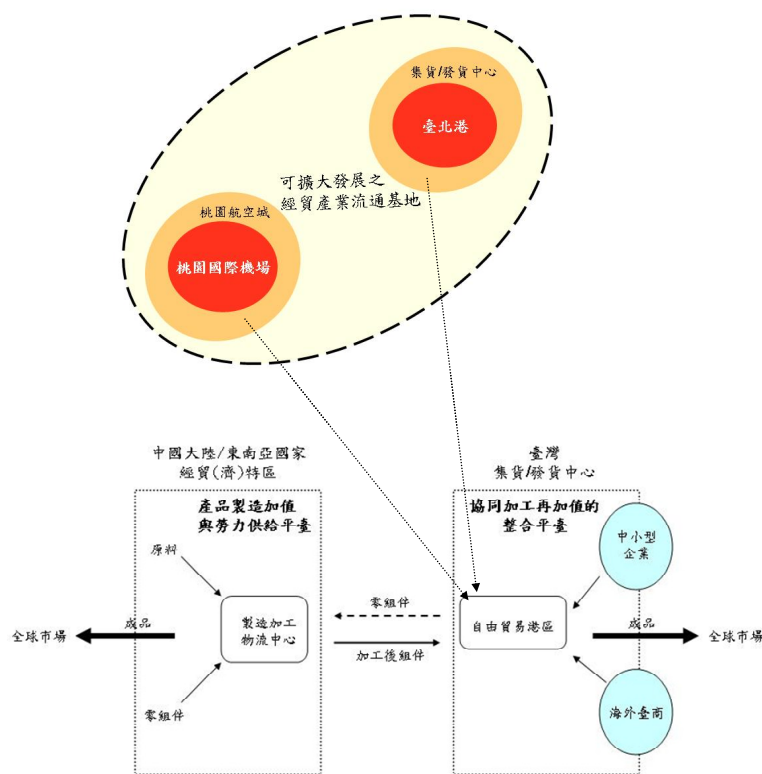 集貨/發貨中心
臺北港
可擴大發展之
經貿產業流通基地
桃園航空城
桃園國際機場
中國大陸/東南亞國家
經貿(濟)特區
臺灣
集貨/發貨中心
產品製造加值
與勞力供給平臺
協同加工再加值的
整合平臺
原料
中小型
企業
零組件
成品
全球市場
製造加工
物流中心
自由貿易港區
成品
全球市場
加工後組件
零組件
海外臺商